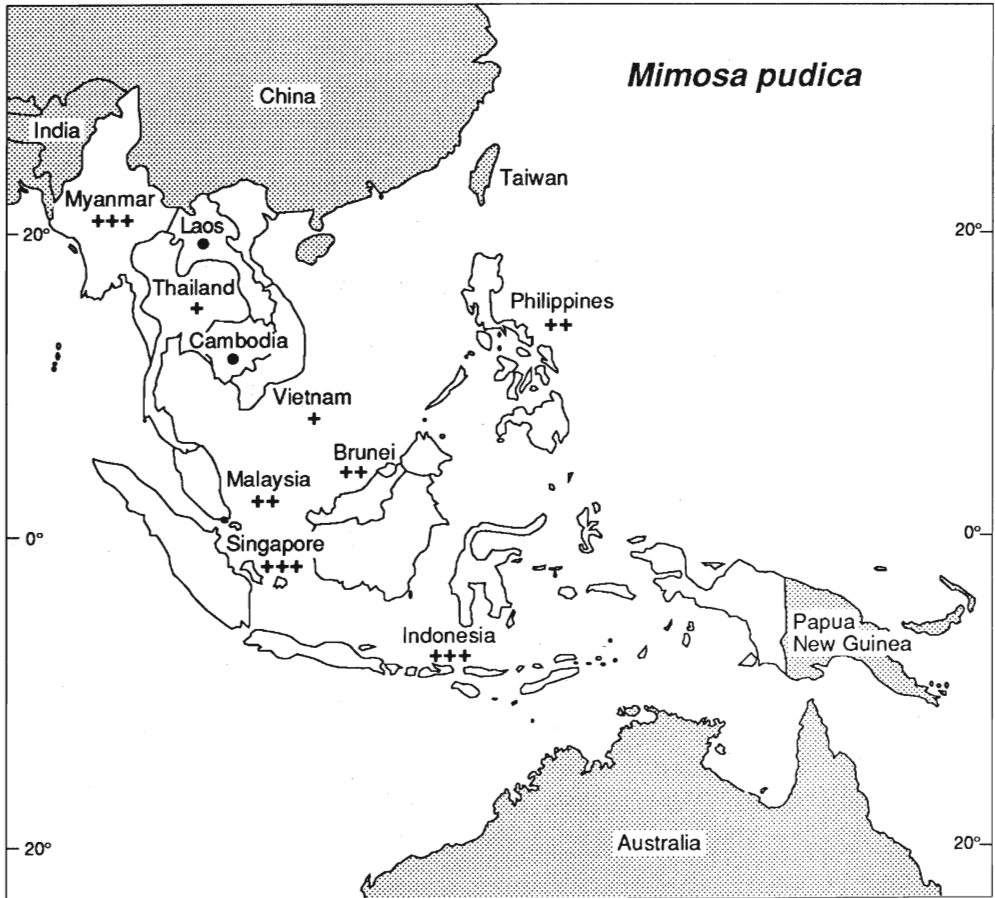 Mimosa pudica
China
India
Taiwan
Myanmar
+++
Laos
●
20°
20°
Thailand
+
Philippines
++
Cambodia
●
Vietnam
+
Brunei
++
Malaysia
++
0°
0°
Singapore
+++
Indonesia
+++
Papua
New Guinea
Australia
20°
20°